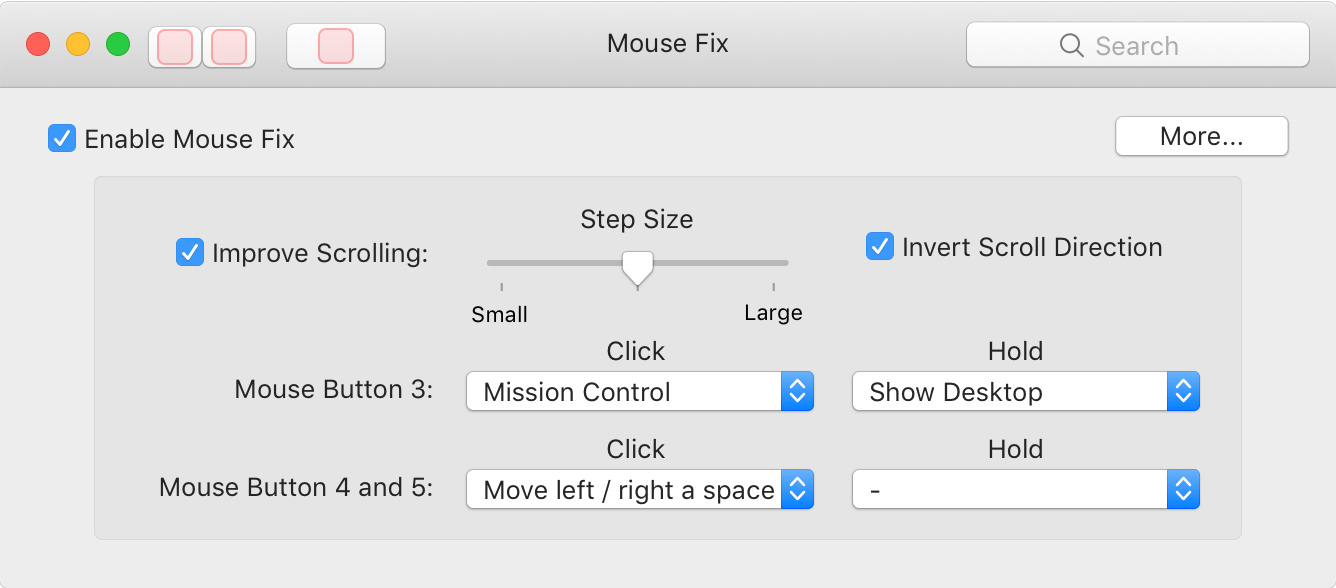 Mouse Fix
Search
Enable Mouse Fix
More...
Step Size
Improve Scrolling:
Invert Scroll Direction
Small
Large
Click
Hold
Mouse Button 3:
Mission Control
Show Desktop
Click
Hold
Mouse Button 4 and 5:
Move left / right a space
-